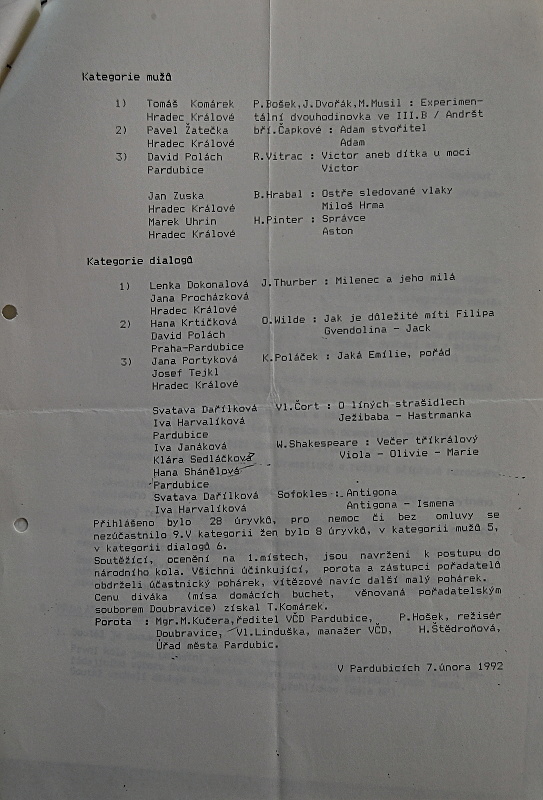 Kategorie mužů
1) Tomáš Komárek P.Bošek,J.Dvořák,M.Musil : Experimen-
Hradec Králové tální dvouhodinovka ve III.B / Andršt
2) Pavel Žatečka bří.Čapkové : Adam stvořitel
Hradec Králové Adam
3) David Polách R.Vitrac : Victor aneb dítka u moci
Pardubice Victor
Jan Zuska B.Hrabal : Ostře sledované vlaky
Hradec Králové Miloš Hrma
Marek Uhrin H.Pinter : Správce
Hradec Králové Aston
Kategorie dialogů
1) Lenka Dokonalová J.Thurber : Milenec a jeho milá
Jana Procházková
Hradec Králové
2) Hana Krtičková O.Wilde : Jak je důležité míti Filipa
David Polách Gvendolina - Jack
Praha-Pardubice
3) Jana Portyková K.Poláček : Jaká Emílie, pořád
Josef Tejkl
Hradec Králové
Svatava Dařílková Vl.Čort : O líných strašidlech
Iva Harvalíková Ježibaba - Hastrmanka
Pardubice
Iva Janáková W.Shakespeare : Večer tříkrálový
Klára Sedláčková Viola - Olivie - Marie
Hana Shánělová
Pardubice
Svatava Dařílková Sofokles : Antigona
Iva Harvalíková Antigona - Ismena
Přihlášeno bylo 28 úryvků, pro nemoc či bez omluvy se
nezúčastnilo 9.V kategorii žen bylo 8 úryvků, v kategorii mužů 5,
v kategorii dialogů 6.
Soutěžící, ocenění na 1.místech, jsou navrženi k postupu do
národního kola. Všichni účinkující, porota a zástupci pořadatelů
obdrželi účastnický pohárek, vítězové navíc další malý pohárek.
Cenu diváka (mísa domácích buchet, věnovaná pořadatelským
souborem Doubravice) získal T.Komárek.
Porota : Mgr.M.Kučera,ředitel VČD Pardubice, P.Hošek, režisér
Doubravice, Vl.Linduška, manažer VČD, H.Štědroňová,
Úřad města Pardubic.
V Pardubicích 7.února 1992